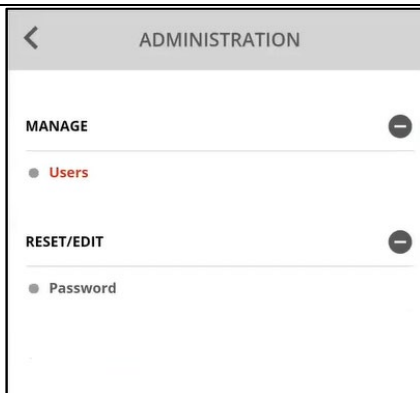 ADMINISTRATION
MANAGE
Users
RESET/EDIT
Password